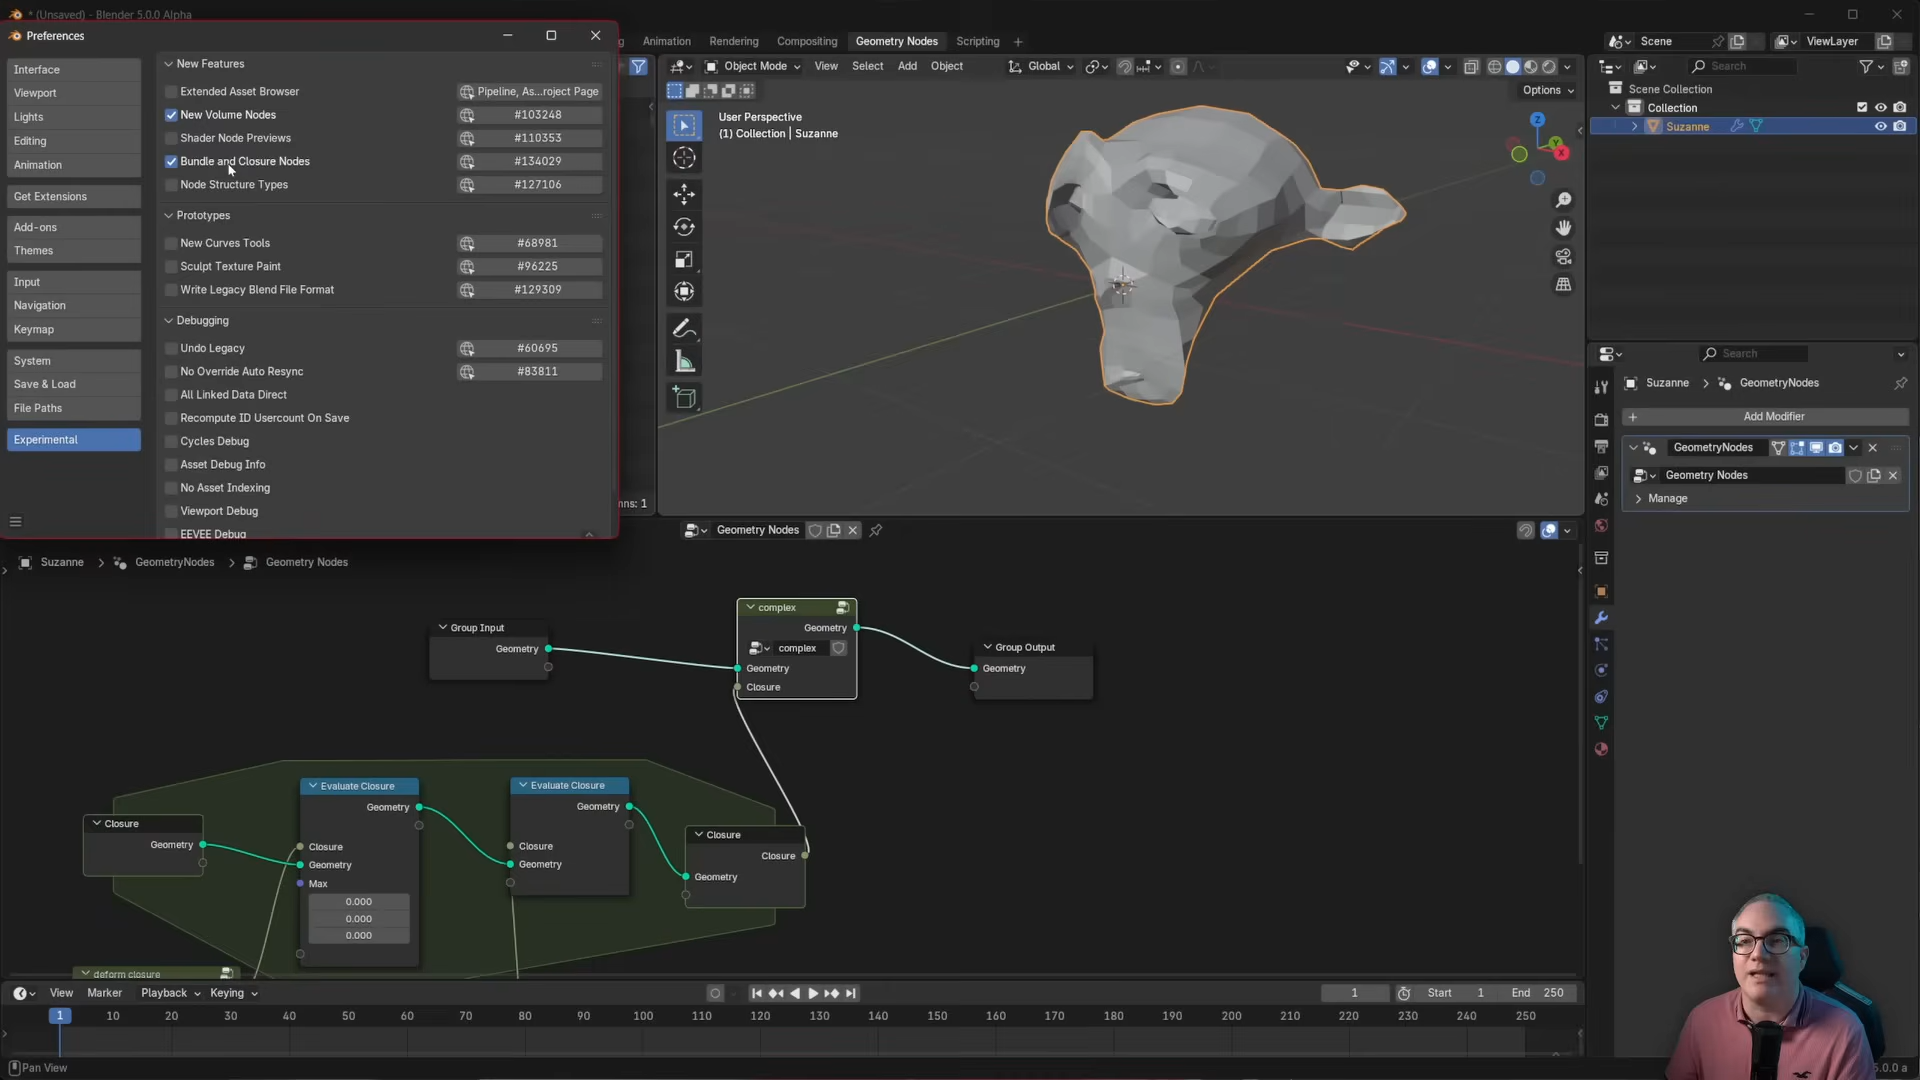 * (Unsaved) - Blender 5.0.0 Alpha
Preferences
Animation Rendering Compositing Geometry Nodes Scripting
Scene ViewLayer
Interface
Viewport
Lights
Editing
Animation
Get Extensions
Add-ons
Themes
Input
Navigation
Keymap
System
Save & Load
File Paths
Experimental
New Features
Extended Asset Browser Pipeline, As...roject Page
New Volume Nodes #103248
Shader Node Previews #110353
Bundle and Closure Nodes #134029
Node Structure Types #127106
Prototypes
New Curves Tools #68981
Sculpt Texture Paint #96225
Write Legacy Blend File Format #129309
Debugging
Undo Legacy #60695
No Override Auto Resync #83811
All Linked Data Direct
Recompute ID Usercount On Save
Cycles Debug
Asset Debug Info
No Asset Indexing
Viewport Debug
EEVEE Debug
Object Mode View Select Add Object Global
Options
User Perspective
(1) Collection | Suzanne
Z
Y
X
Search
Scene Collection
Collection
Suzanne
Search
Suzanne GeometryNodes
Add Modifier
GeometryNodes
Geometry Nodes
Manage
Geometry Nodes
Suzanne GeometryNodes Geometry Nodes
Group Input
Geometry
complex
Geometry
complex
Geometry
Closure
Group Output
Geometry
Closure
Geometry
Evaluate Closure
Geometry
Closure
Geometry
Max
0.000
0.000
0.000
Evaluate Closure
Geometry
Closure
Geometry
Closure
Closure
Geometry
deform closure
View Marker Playback Keying
1 Start 1 End 250
1 10 20 30 40 50 60 70 80 90 100 110 120 130 140 150 160 170 180 190 200 210 220 230 240 250
Pan View